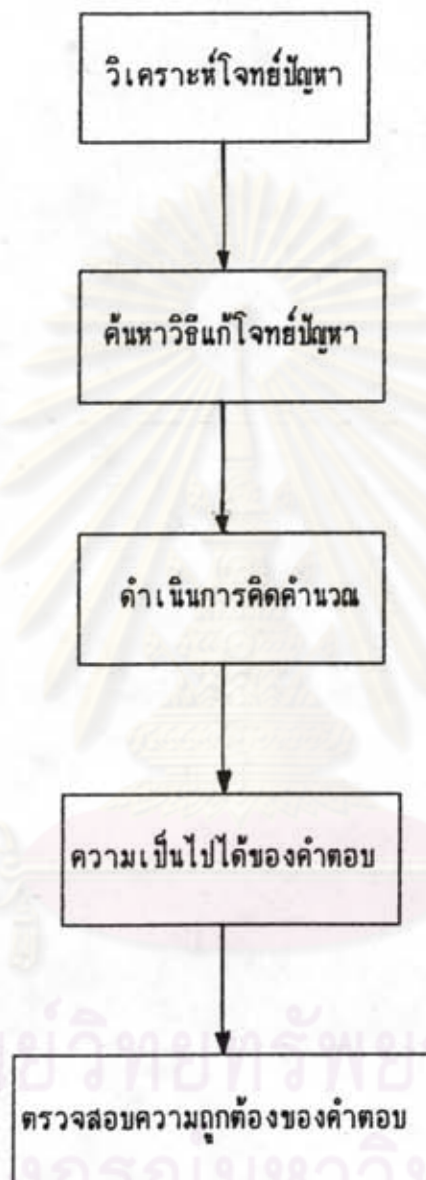 วิเคราะห์โจทย์ปัญหา
ค้นหาวิธีแก้โจทย์ปัญหา
ดำเนินการคิดคำนวณ
ความเป็นไปได้ของคำตอบ
ตรวจสอบความถูกต้องของคำตอบ